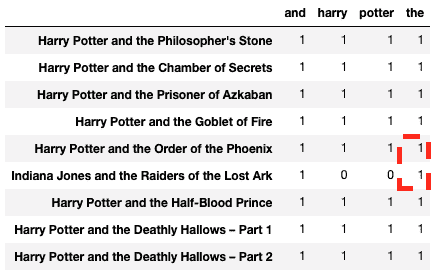 and harry potter the
Harry Potter and the Philosopher's Stone 1 1 1 1
Harry Potter and the Chamber of Secrets 1 1 1 1
Harry Potter and the Prisoner of Azkaban 1 1 1 1
Harry Potter and the Goblet of Fire 1 1 1 1
Harry Potter and the Order of the Phoenix 1 1 1 1
Indiana Jones and the Raiders of the Lost Ark 1 0 0 1
Harry Potter and the Half-Blood Prince 1 1 1 1
Harry Potter and the Deathly Hallows – Part 1 1 1 1 1
Harry Potter and the Deathly Hallows – Part 2 1 1 1 1